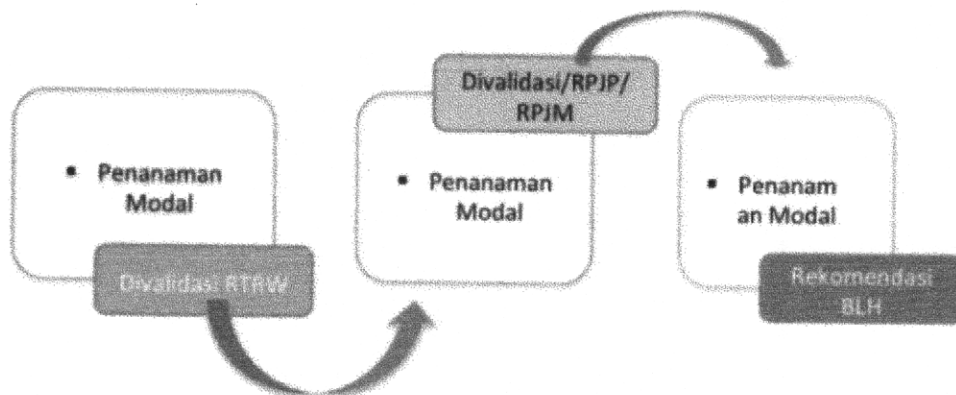 ▪ Penanaman
Modal
Divalidasi RTRW
Divalidasi/RPJP/
RPJM
▪ Penanaman
Modal
▪ Penanam
an Modal
Rekomendasi
BLH